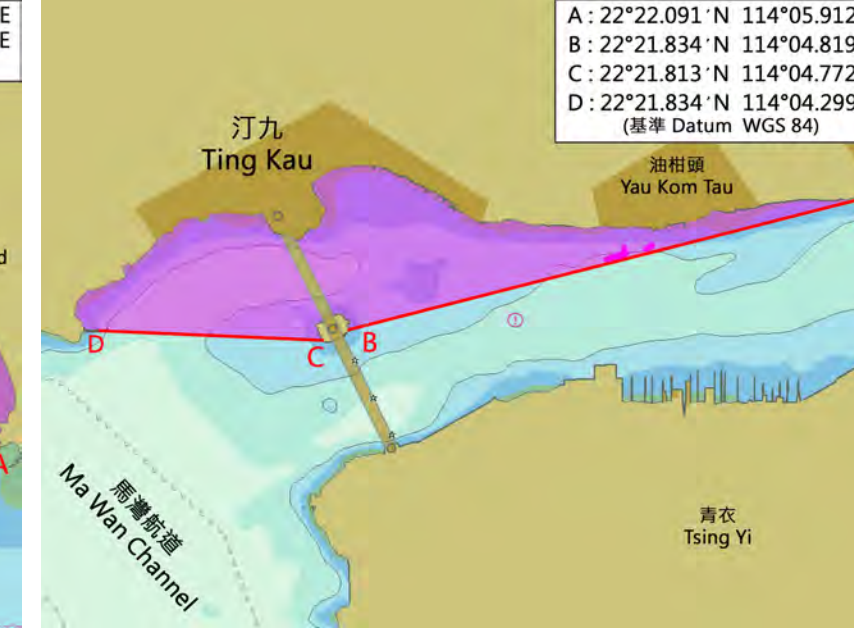 E
E
A : 22°22.091´N 114°05.912
B : 22°21.834´N 114°04.819
C : 22°21.813´N 114°04.772
D : 22°21.834´N 114°04.299
(基準 Datum WGS 84)
汀九
Ting Kau
油柑頭
Yau Kom Tau
d
D
C
B
A
馬灣航道
Ma Wan Channel
青衣
Tsing Yi